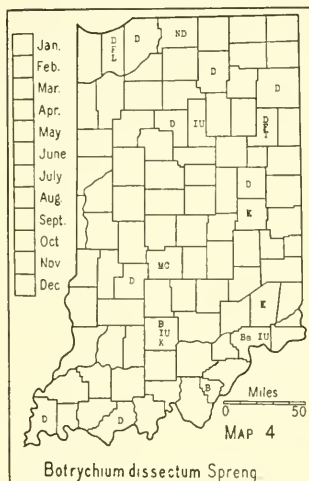 Jan.
Feb.
Mar.
Apr.
May
June
July
Aug.
Sept.
Oct
Nov
Dec
D
F
L
D
ND
D
D
D
IU
D
K
MC
D
B
IU
K
K
Bm IU
B
D
D
Miles
0 50
MAP 4
Botrychium dissectum Spreng